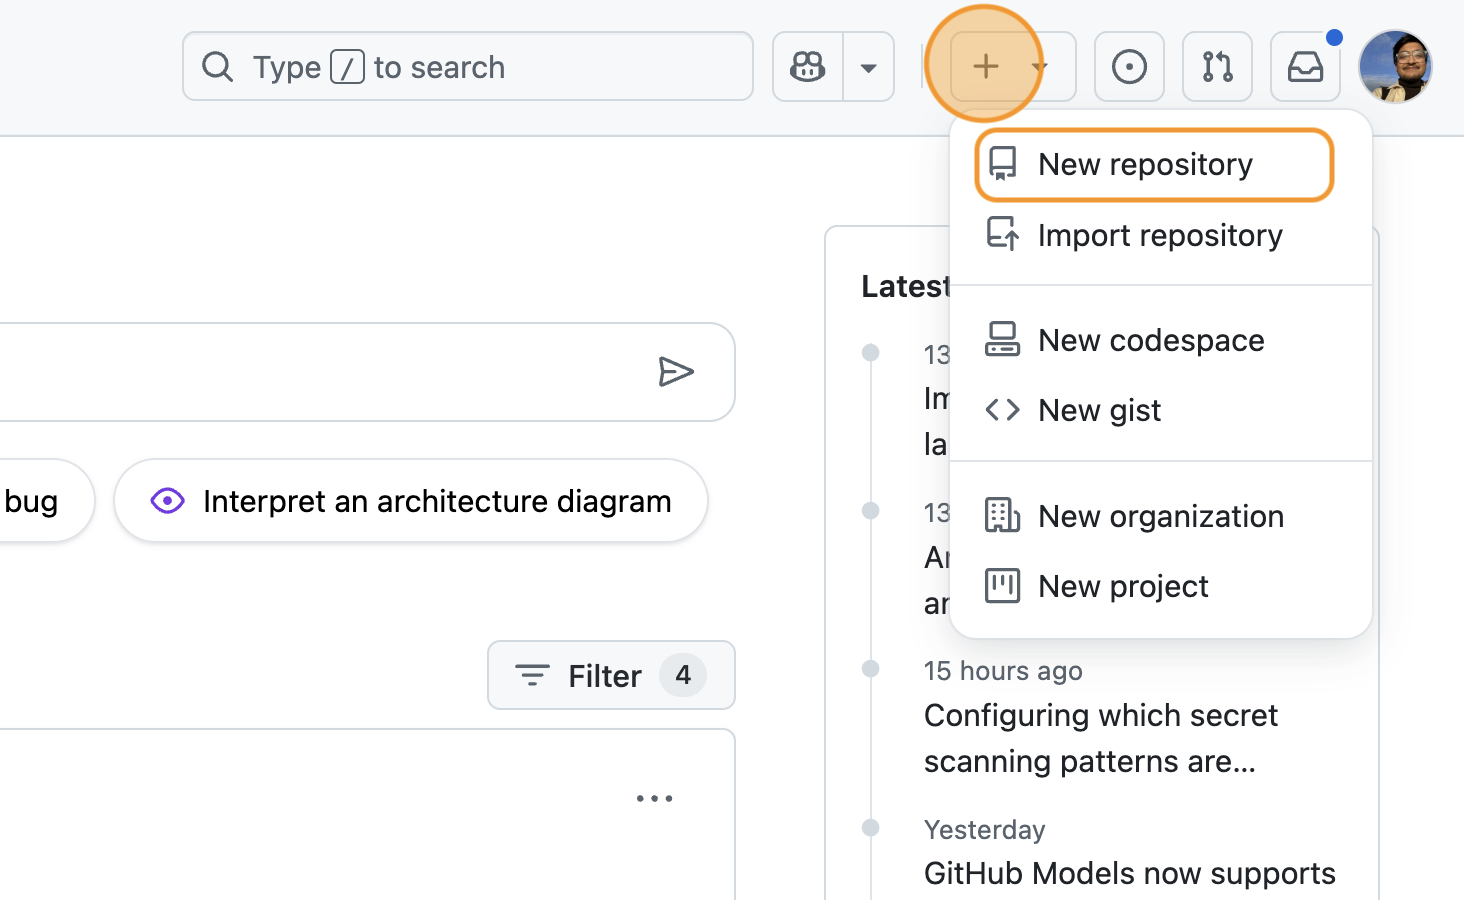 Type / to search
New repository
Import repository
New codespace
New gist
New organization
New project
bug
Interpret an architecture diagram
Filter 4
Latest
13
Im
la
13
ar
15 hours ago
Configuring which secret
scanning patterns are...
Yesterday
GitHub Models now supports